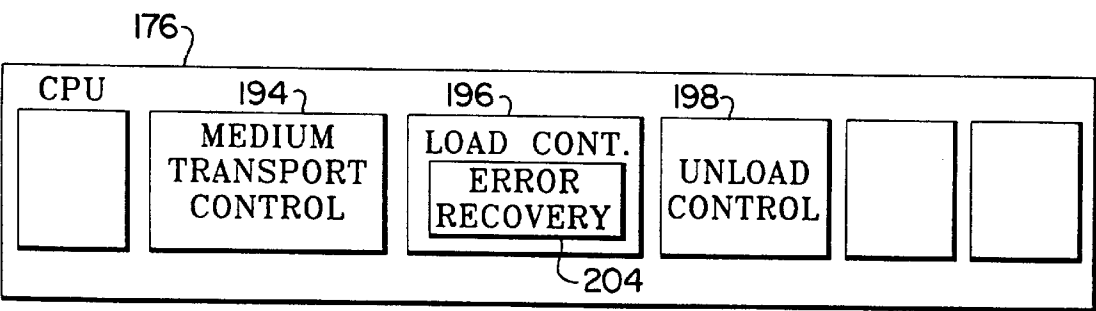 176
CPU
194
196
198
MEDIUM
TRANSPORT
CONTROL
LOAD CONT.
ERROR
RECOVERY
UNLOAD
CONTROL
204